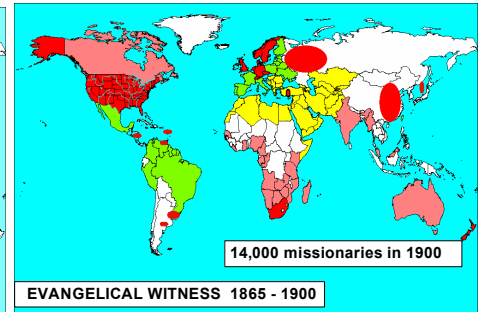 14,000 missionaries in 1900
EVANGELICAL WITNESS 1865 - 1900